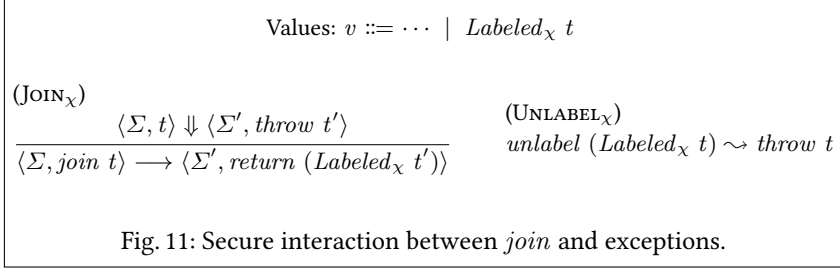 Values: v ::= ⋯ | Labeled_χ t
(JOIN_χ)
⟨Σ, t⟩ ⇓ ⟨Σ′, throw t′⟩
⟨Σ, join t⟩ ⟶ ⟨Σ′, return (Labeled_χ t′)⟩
(UNLABEL_χ)
unlabel (Labeled_χ t) ⇝ throw t
Fig. 11: Secure interaction between join and exceptions.